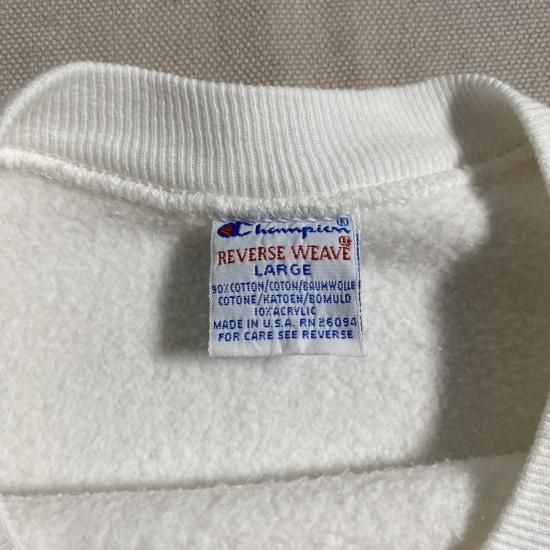 Champion®
REVERSE WEAVE®
LARGE
90% COTTON/COTON/BAUMWOLLE
COTONE/KATOEN/BOMULD
10% ACRYLIC
MADE IN U.S.A. RN 26094
FOR CARE SEE REVERSE